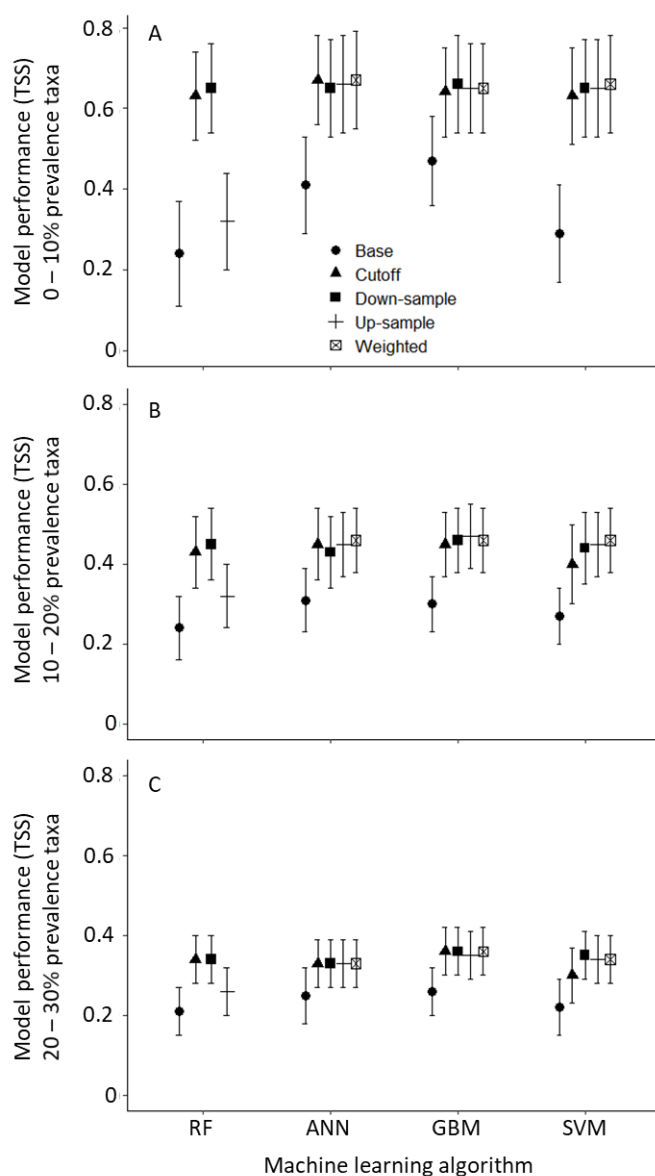 Model performance (TSS)
0 – 10% prevalence taxa
A
0.8
0.6
0.4
0.2
0
Base
Cutoff
Down-sample
Up-sample
Weighted
Model performance (TSS)
10 – 20% prevalence taxa
B
0.8
0.6
0.4
0.2
0
Model performance (TSS)
20 – 30% prevalence taxa
C
0.8
0.6
0.4
0.2
0
RF ANN GBM SVM
Machine learning algorithm